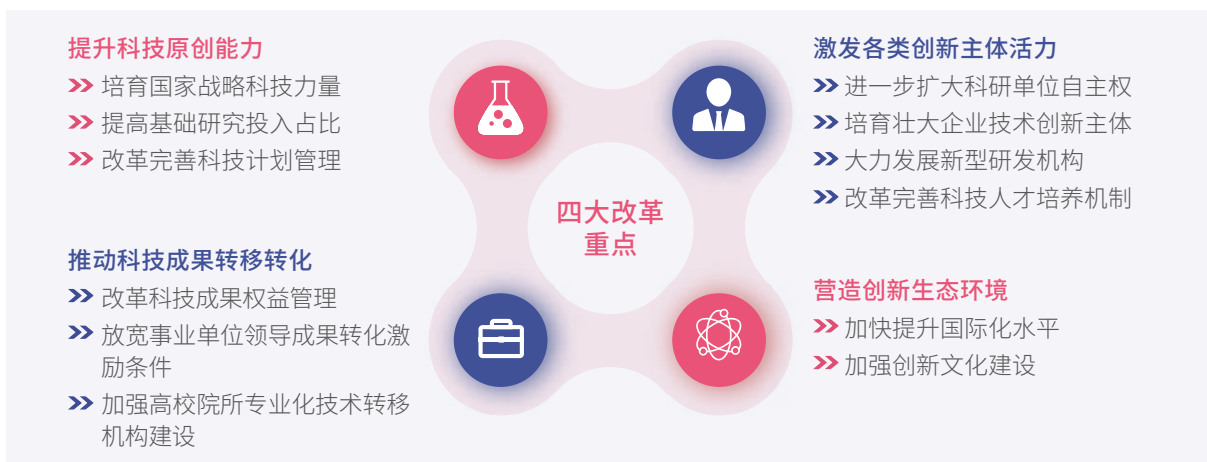 提升科技原创能力
培育国家战略科技力量
提高基础研究投入占比
改革完善科技计划管理
激发各类创新主体活力
进一步扩大科研单位自主权
培育壮大企业技术创新主体
大力发展新型研发机构
改革完善科技人才培养机制
四大改革
重点
推动科技成果转移转化
改革科技成果权益管理
放宽事业单位领导成果转化激
励条件
加强高校院所专业化技术转移
机构建设
营造创新生态环境
加快提升国际化水平
加强创新文化建设